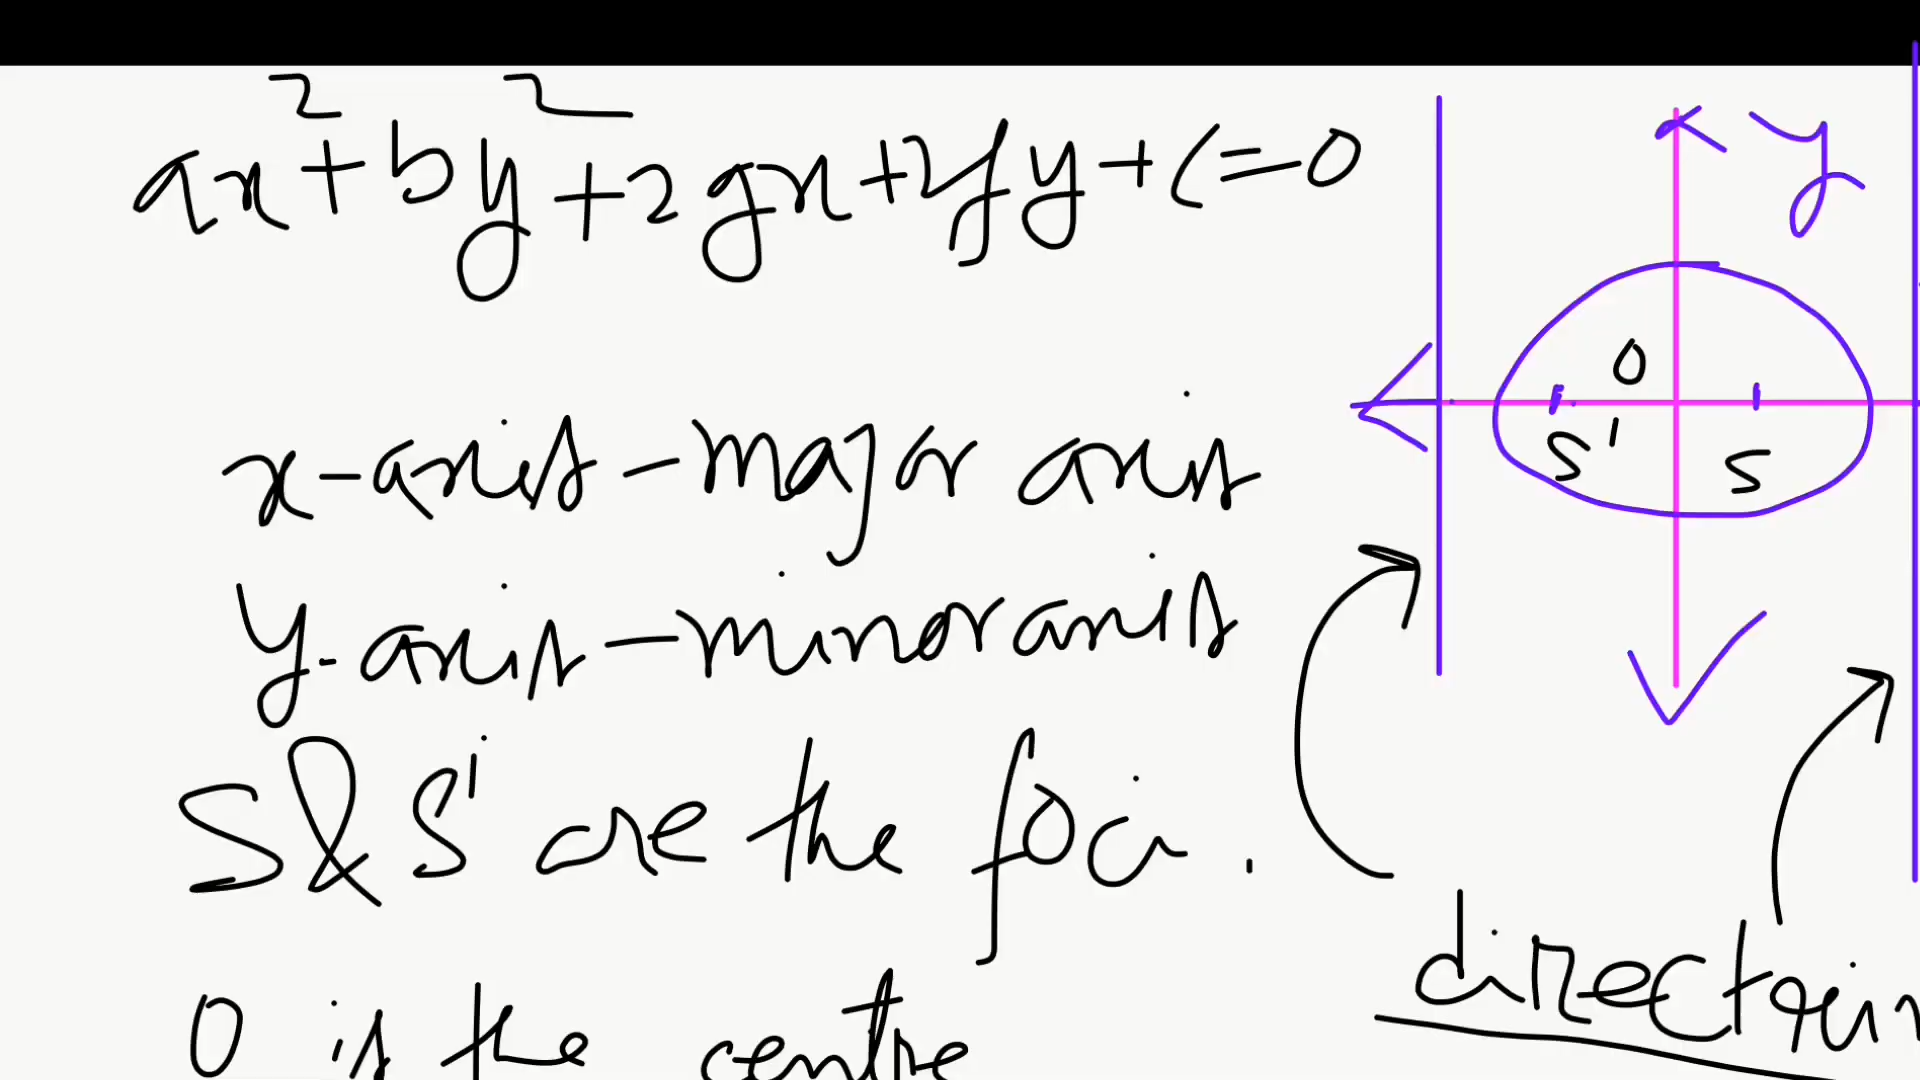 ax²+by²+2gx+2fy+c=0
x-axis-major axis
y-axis-minor axis
S&S' are the foci.
O is the centre
y
O
S' S
directrix